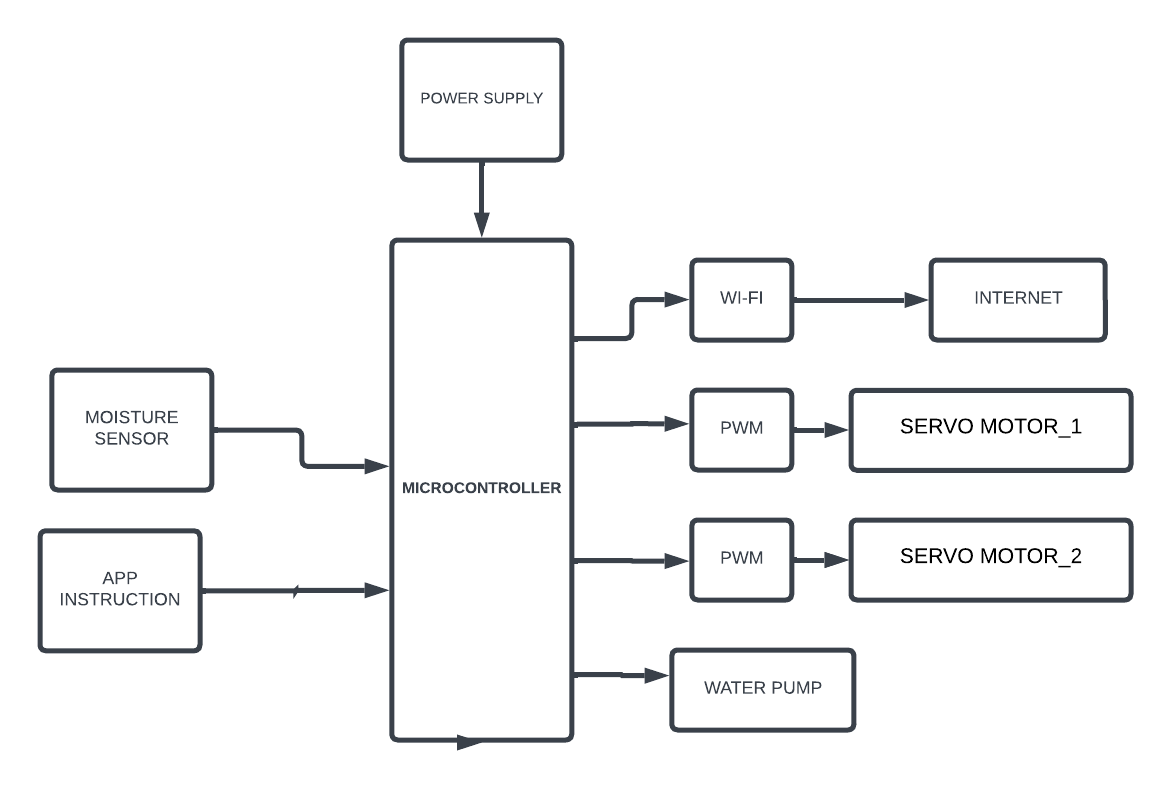 POWER SUPPLY
WI-FI
INTERNET
MOISTURE
SENSOR
PWM
SERVO MOTOR_1
MICROCONTROLLER
APP
INSTRUCTION
PWM
SERVO MOTOR_2
WATER PUMP